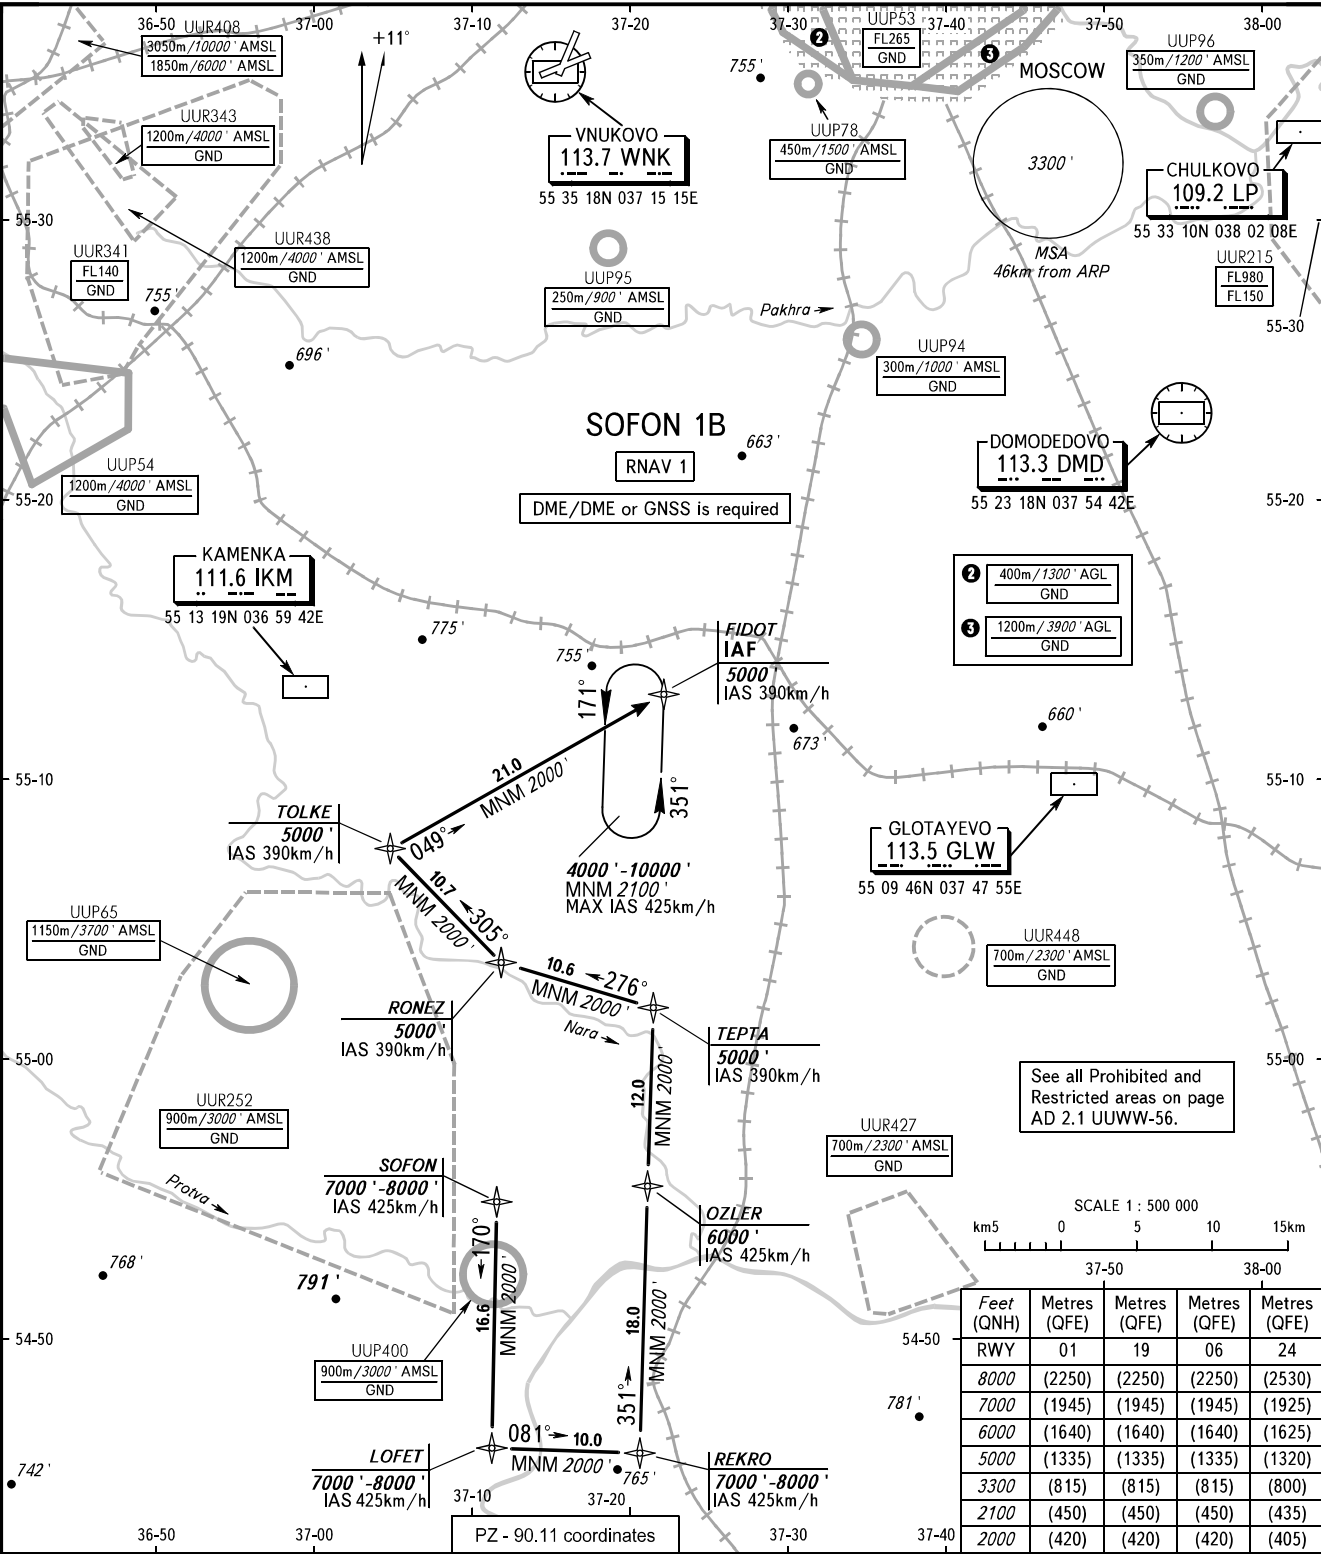 36-50
37-00
37-10
37-20
37-30
37-40
37-50
38-00
UUR408
3050m/10000' AMSL
1850m/6000' AMSL
+11°
UUP53
FL265
GND
2
3
755'
MOSCOW
UUP96
350m/1200' AMSL
GND
UUR343
1200m/4000' AMSL
GND
VNUKOVO
113.7 WNK
55 35 18N 037 15 15E
UUP78
450m/1500' AMSL
GND
3300'
MSA
46km from ARP
CHULKOVO
109.2 LP
55 33 10N 038 02 08E
55-30
UUR438
1200m/4000' AMSL
GND
UUR341
FL140
GND
755'
UUP95
250m/900' AMSL
GND
UUR215
FL980
FL150
Pakhra
55-30
696'
UUP94
300m/1000' AMSL
GND
SOFON 1B
RNAV 1
DME/DME or GNSS is required
663'
DOMODEDOVO
113.3 DMD
55 23 18N 037 54 42E
UUP54
1200m/4000' AMSL
GND
55-20
55-20
KAMENKA
111.6 IKM
55 13 19N 036 59 42E
2
400m/1300' AGL
GND
3
1200m/3900' AGL
GND
775'
755'
FIDOT
IAF
5000'
IAS 390km/h
171°
351°
673'
660'
55-10
55-10
21.0
MNM 2000'
049°
TOLKE
5000'
IAS 390km/h
4000'-10000'
MNM 2100'
MAX IAS 425km/h
GLOTAYEVO
113.5 GLW
55 09 46N 037 47 55E
10.7
305°
MNM 2000'
UUP65
1150m/3700' AMSL
GND
UUR448
700m/2300' AMSL
GND
10.6
276°
MNM 2000'
RONEZ
5000'
IAS 390km/h
Nara
TEPTA
5000'
IAS 390km/h
55-00
55-00
12.0
MNM 2000'
See all Prohibited and
Restricted areas on page
AD 2.1 UUWW-56.
UUR252
900m/3000' AMSL
GND
UUR427
700m/2300' AMSL
GND
SOFON
7000'-8000'
IAS 425km/h
Protva
OZLER
6000'
IAS 425km/h
170°
16.6
MNM 2000'
18.0
MNM 2000'
351°
768'
791'
UUP400
900m/3000' AMSL
GND
SCALE 1 : 500 000
km5 0 5 10 15km
37-50
38-00
54-50
54-50
781'
742'
LOFET
7000'-8000'
IAS 425km/h
081°
10.0
MNM 2000'
765'
REKRO
7000'-8000'
IAS 425km/h
Feet Metres Metres Metres Metres
(QNH) (QFE) (QFE) (QFE) (QFE)
RWY 01 19 06 24
8000 (2250) (2250) (2250) (2530)
7000 (1945) (1945) (1945) (1925)
6000 (1640) (1640) (1640) (1625)
5000 (1335) (1335) (1335) (1320)
3300 (815) (815) (815) (800)
2100 (450) (450) (450) (435)
2000 (420) (420) (420) (405)
37-10
37-20
36-50
37-00
37-30
37-40
PZ - 90.11 coordinates